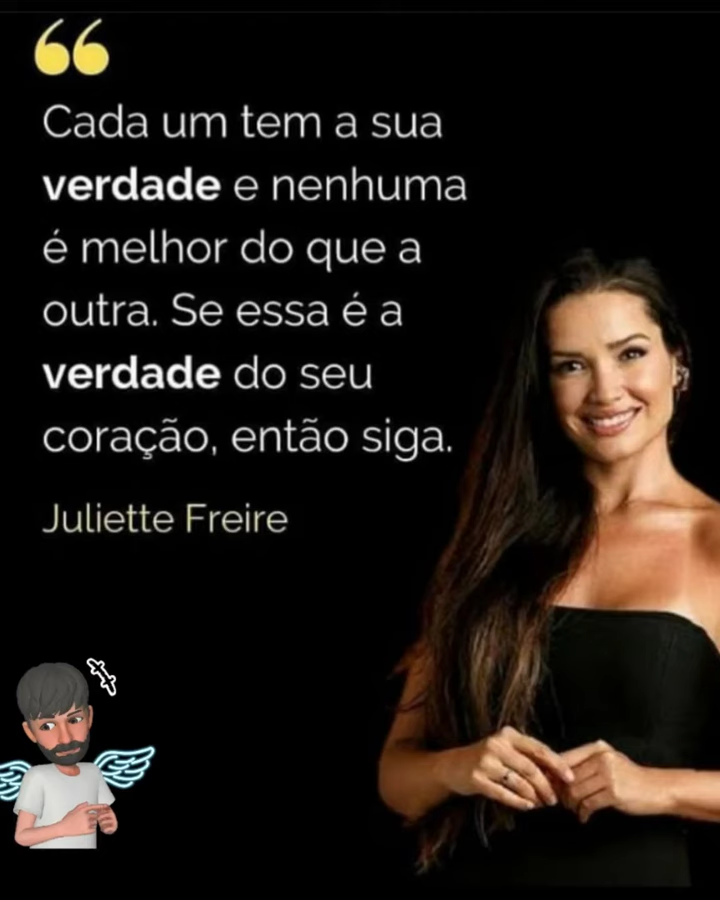 Cada um tem a sua
verdade e nenhuma
é melhor do que a
outra. Se essa é a
verdade do seu
coração, então siga.
Juliette Freire